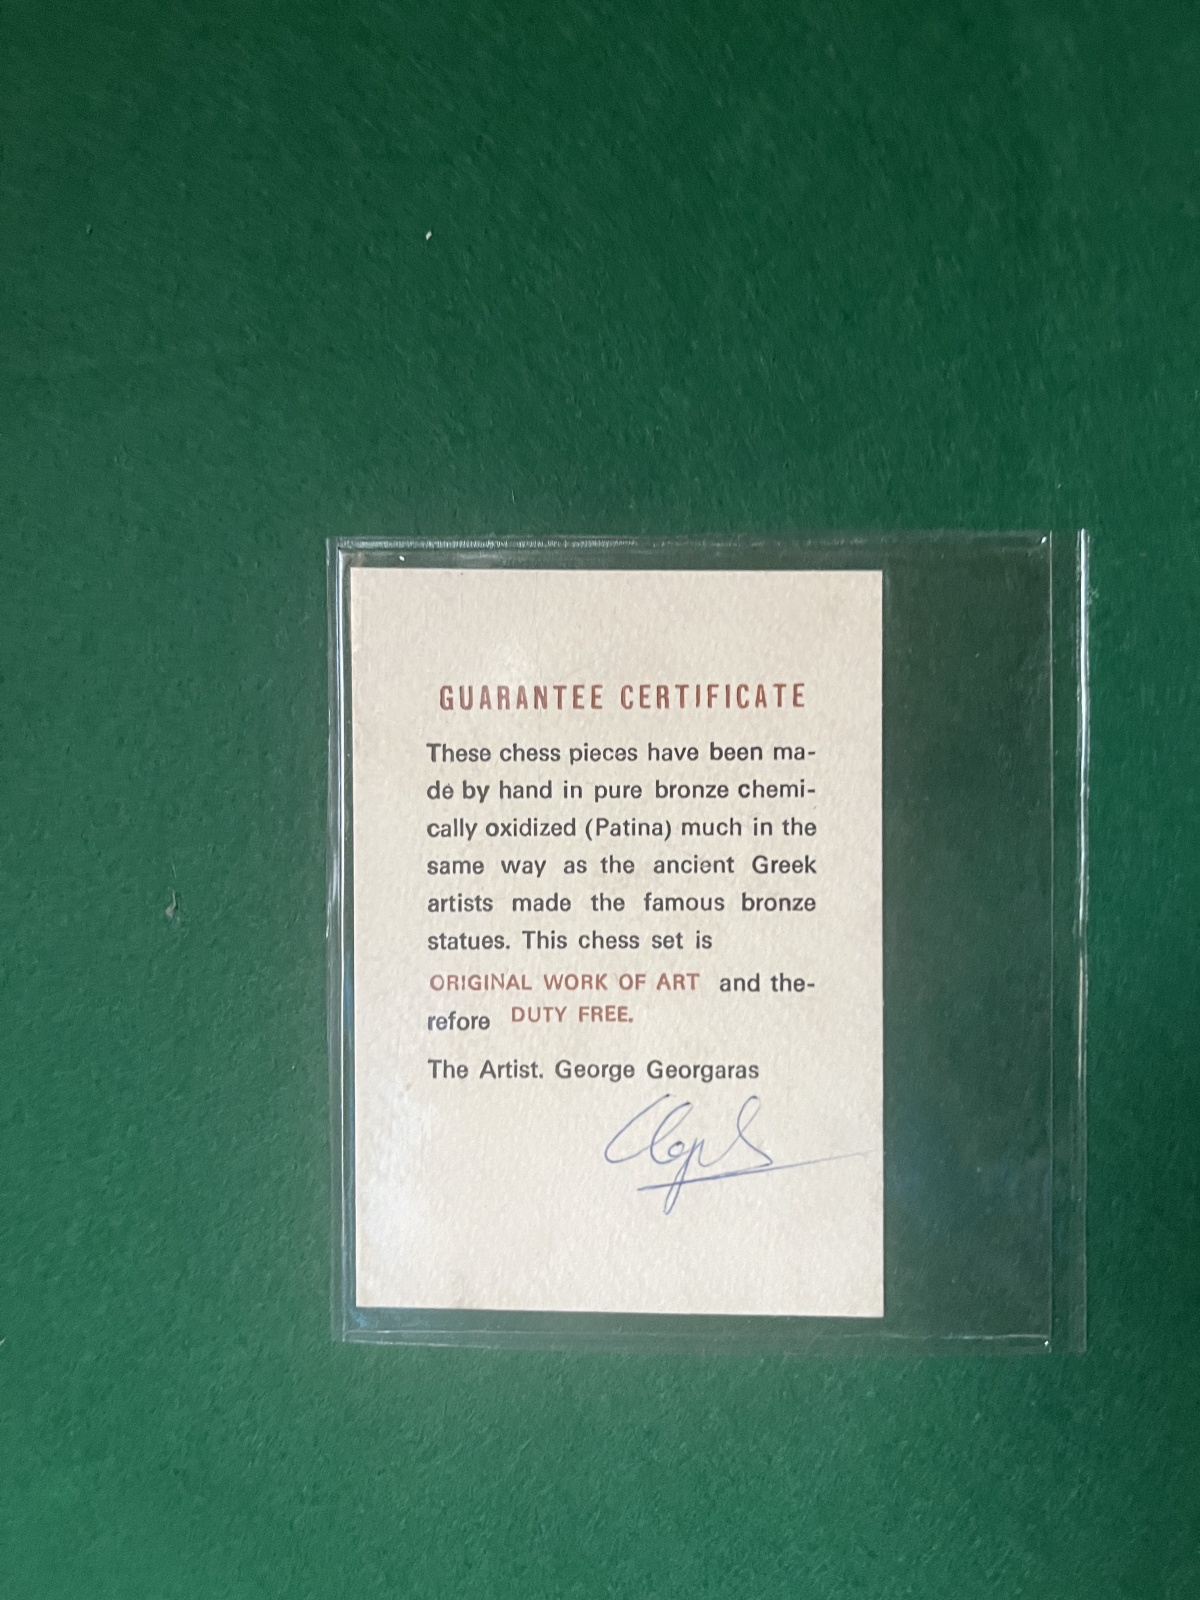 GUARANTEE CERTIFICATE
These chess pieces have been ma-
de by hand in pure bronze chemi-
cally oxidized (Patina) much in the
same way as the ancient Greek
artists made the famous bronze
statues. This chess set is
ORIGINAL WORK OF ART and the-
refore DUTY FREE.
The Artist. George Georgaras